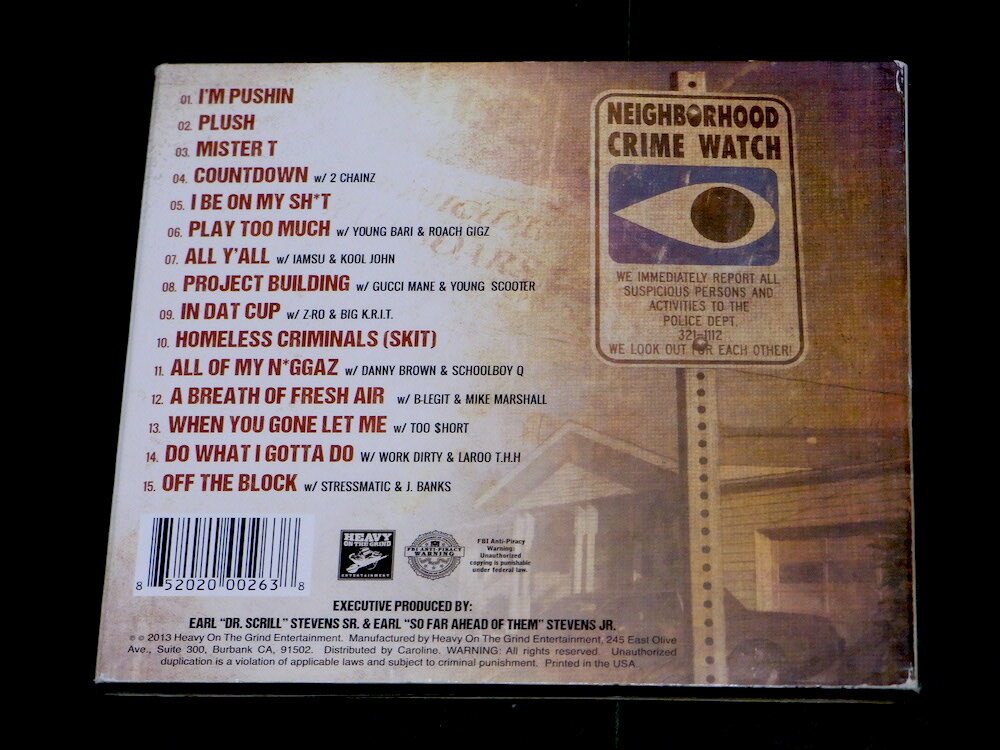 01. I'M PUSHIN
02. PLUSH
03. MISTER T
04. COUNTDOWN w/ 2 CHAINZ
05. I BE ON MY SH*T
06. PLAY TOO MUCH w/ YOUNG BARI & ROACH GIGZ
07. ALL Y'ALL w/ IAMSU & KOOL JOHN
08. PROJECT BUILDING w/ GUCCI MANE & YOUNG SCOOTER
09. IN DAT CUP w/ Z-RO & BIG K.R.I.T.
10. HOMELESS CRIMINALS (SKIT)
11. ALL OF MY N*GGAZ w/ DANNY BROWN & SCHOOLBOY Q
12. A BREATH OF FRESH AIR w/ B-LEGIT & MIKE MARSHALL
13. WHEN YOU GONE LET ME w/ TOO $HORT
14. DO WHAT I GOTTA DO w/ WORK DIRTY & LAROO T.H.H
15. OFF THE BLOCK w/ STRESSMATIC & J. BANKS
NEIGHBORHOOD
CRIME WATCH
WE IMMEDIATELY REPORT ALL
SUSPICIOUS PERSONS AND
ACTIVITIES TO THE
POLICE DEPT.
321-1112
WE LOOK OUT FOR EACH OTHER!
8 52020 00263 8
HEAVY
ON THE GRIND
ENTERTAINMENT
FBI ANTI-PIRACY
WARNING
FBI Anti-Piracy
Warning:
Unauthorized
copying is punishable
under federal law.
EXECUTIVE PRODUCED BY:
EARL "DR. SCRILL" STEVENS SR. & EARL "SO FAR AHEAD OF THEM" STEVENS JR.
℗ © 2013 Heavy On The Grind Entertainment. Manufactured by Heavy On The Grind Entertainment, 245 East Olive
Ave., Suite 300, Burbank CA, 91502. Distributed by Caroline. WARNING: All rights reserved. Unauthorized
duplication is a violation of applicable laws and subject to criminal punishment. Printed in the USA